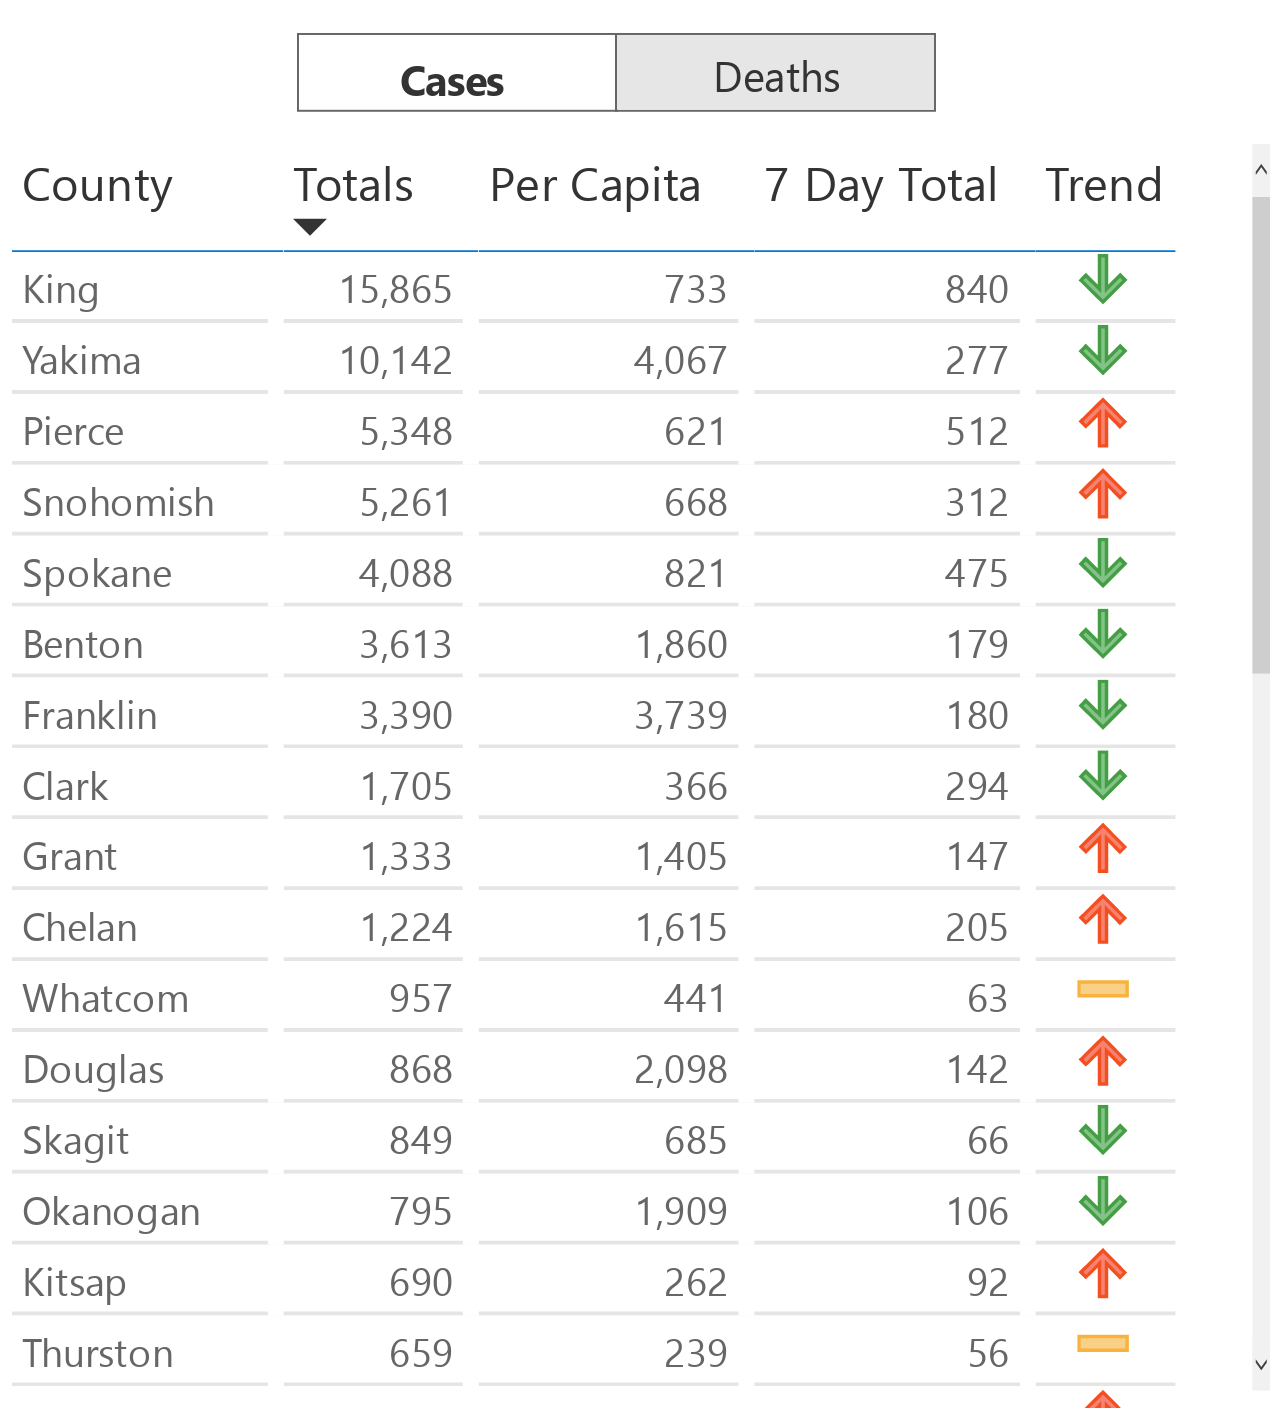 Cases Deaths
County Totals Per Capita 7 Day Total Trend
King 15,865 733 840
Yakima 10,142 4,067 277
Pierce 5,348 621 512
Snohomish 5,261 668 312
Spokane 4,088 821 475
Benton 3,613 1,860 179
Franklin 3,390 3,739 180
Clark 1,705 366 294
Grant 1,333 1,405 147
Chelan 1,224 1,615 205
Whatcom 957 441 63
Douglas 868 2,098 142
Skagit 849 685 66
Okanogan 795 1,909 106
Kitsap 690 262 92
Thurston 659 239 56